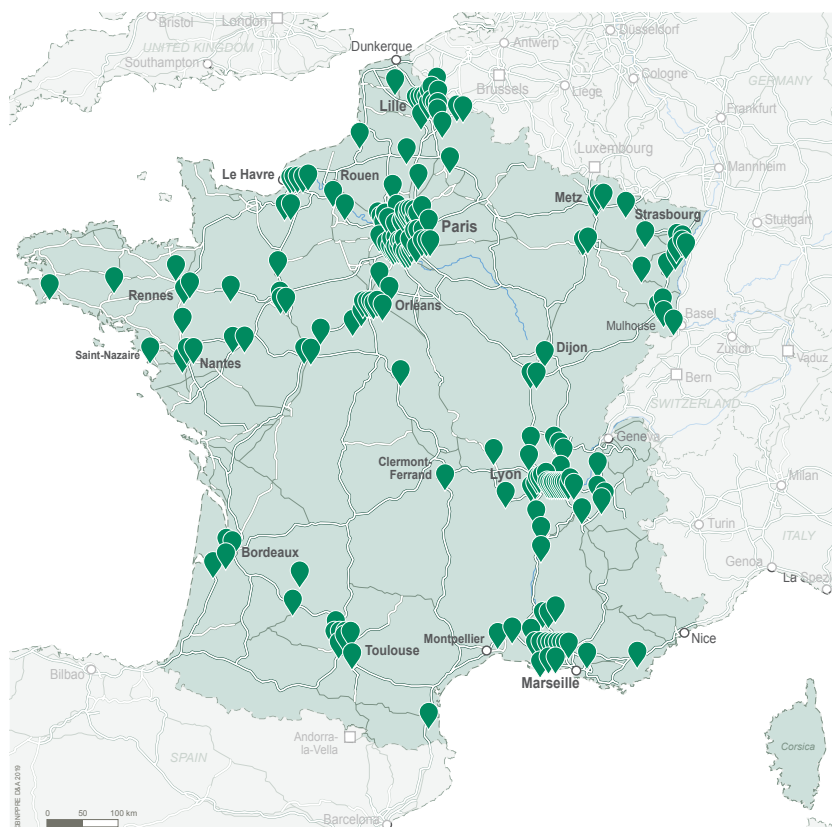 Bristol
London
Dunkerque
Antwerp
Düsseldorf
UNITED KINGDOM
Southampton
Brussels
Cologne
Liège
GERMANY
Lille
Frankfurt
Luxembourg
Mannheim
Le Havre
Rouen
Metz
Strasbourg
Stuttgart
Paris
Rennes
Orléans
Mulhouse
Basel
Saint-Nazaire
Nantes
Dijon
Zurich
Vaduz
Bern
SWITZERLAND
Geneva
Clermont-
Ferrand
Lyon
Milan
Turin
ITALY
Bordeaux
Genoa
La Spezia
Toulouse
Montpellier
Nice
Bilbao
Marseille
Andorra-
la-Vella
SPAIN
Corsica
©BNPPRE D&A 2019
0 50 100 km
Barcelona